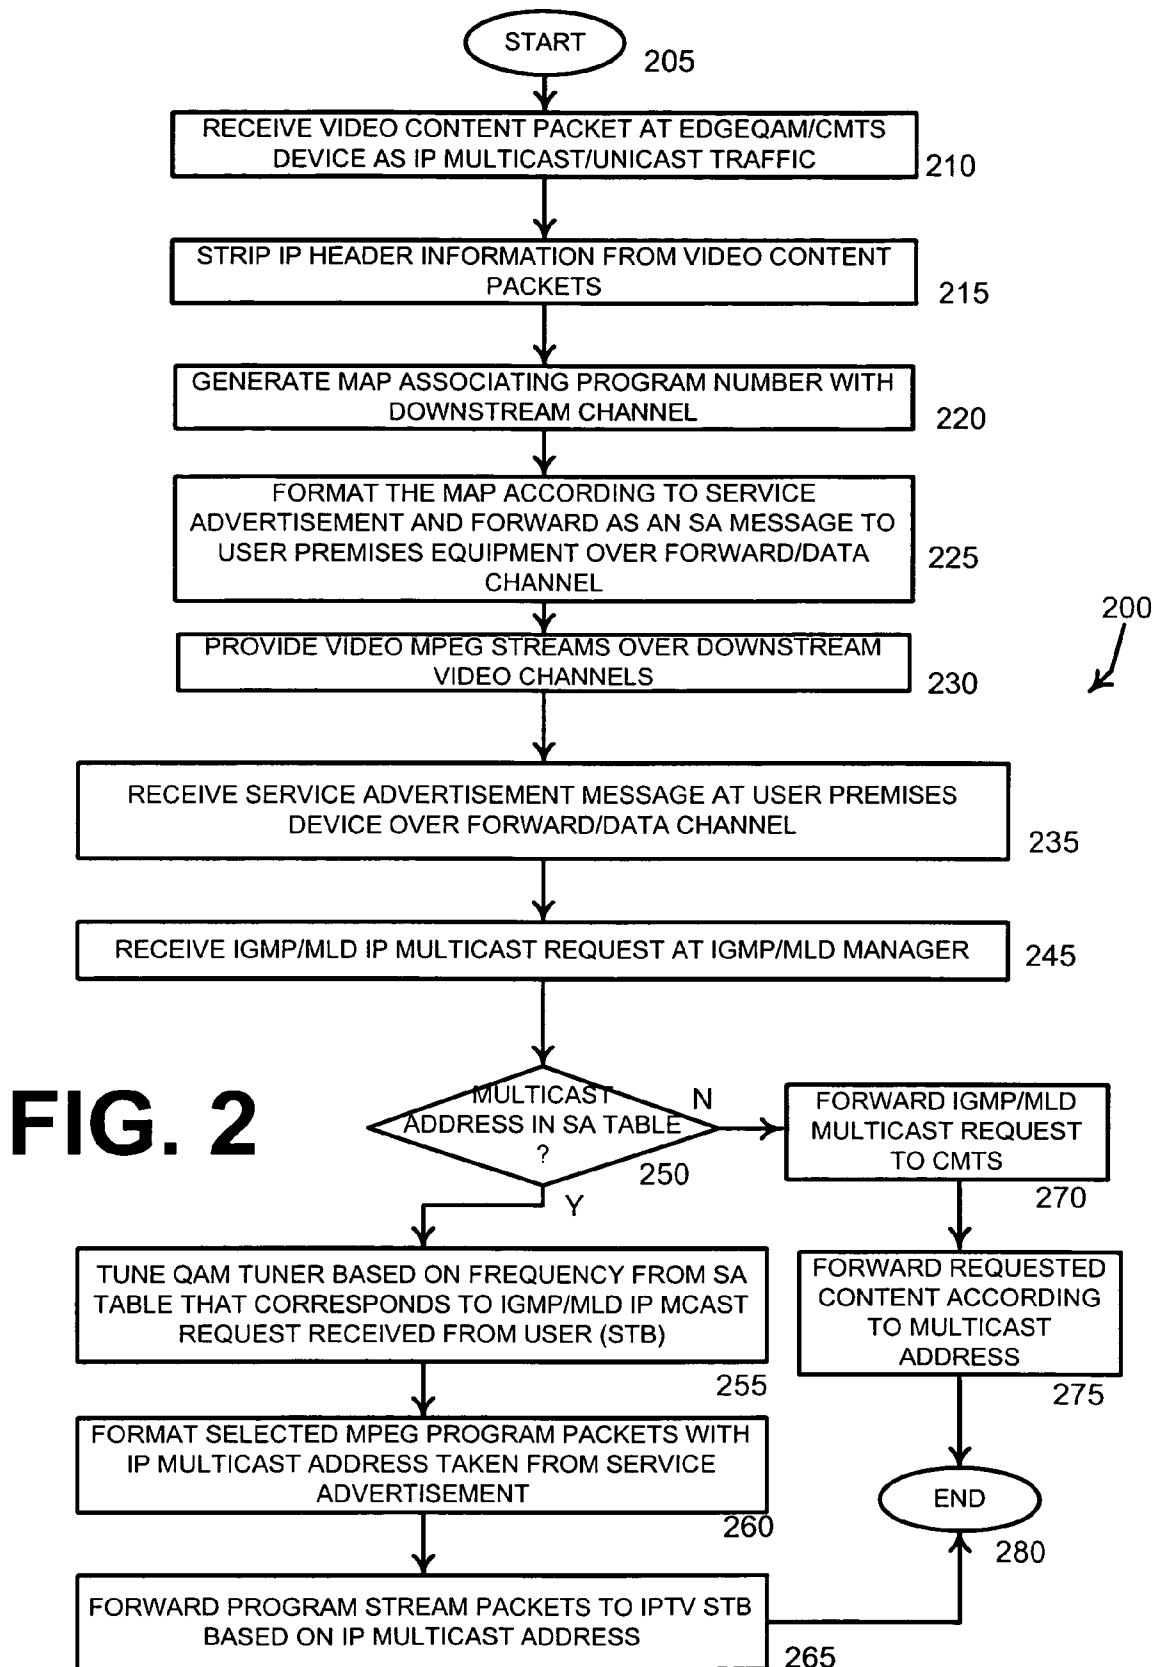 START
205
RECEIVE VIDEO CONTENT PACKET AT EDGEQAM/CMTS
DEVICE AS IP MULTICAST/UNICAST TRAFFIC
210
STRIP IP HEADER INFORMATION FROM VIDEO CONTENT
PACKETS
215
GENERATE MAP ASSOCIATING PROGRAM NUMBER WITH
DOWNSTREAM CHANNEL
220
FORMAT THE MAP ACCORDING TO SERVICE
ADVERTISEMENT AND FORWARD AS AN SA MESSAGE TO
USER PREMISES EQUIPMENT OVER FORWARD/DATA
CHANNEL
225
200
PROVIDE VIDEO MPEG STREAMS OVER DOWNSTREAM
VIDEO CHANNELS
230
RECEIVE SERVICE ADVERTISEMENT MESSAGE AT USER PREMISES
DEVICE OVER FORWARD/DATA CHANNEL
235
RECEIVE IGMP/MLD IP MULTICAST REQUEST AT IGMP/MLD MANAGER
245
FIG. 2
MULTICAST
ADDRESS IN SA TABLE
?
250
N
Y
FORWARD IGMP/MLD
MULTICAST REQUEST
TO CMTS
270
TUNE QAM TUNER BASED ON FREQUENCY FROM SA
TABLE THAT CORRESPONDS TO IGMP/MLD IP MCAST
REQUEST RECEIVED FROM USER (STB)
255
FORWARD REQUESTED
CONTENT ACCORDING
TO MULTICAST
ADDRESS
275
FORMAT SELECTED MPEG PROGRAM PACKETS WITH
IP MULTICAST ADDRESS TAKEN FROM SERVICE
ADVERTISEMENT
260
END
280
FORWARD PROGRAM STREAM PACKETS TO IPTV STB
BASED ON IP MULTICAST ADDRESS
265